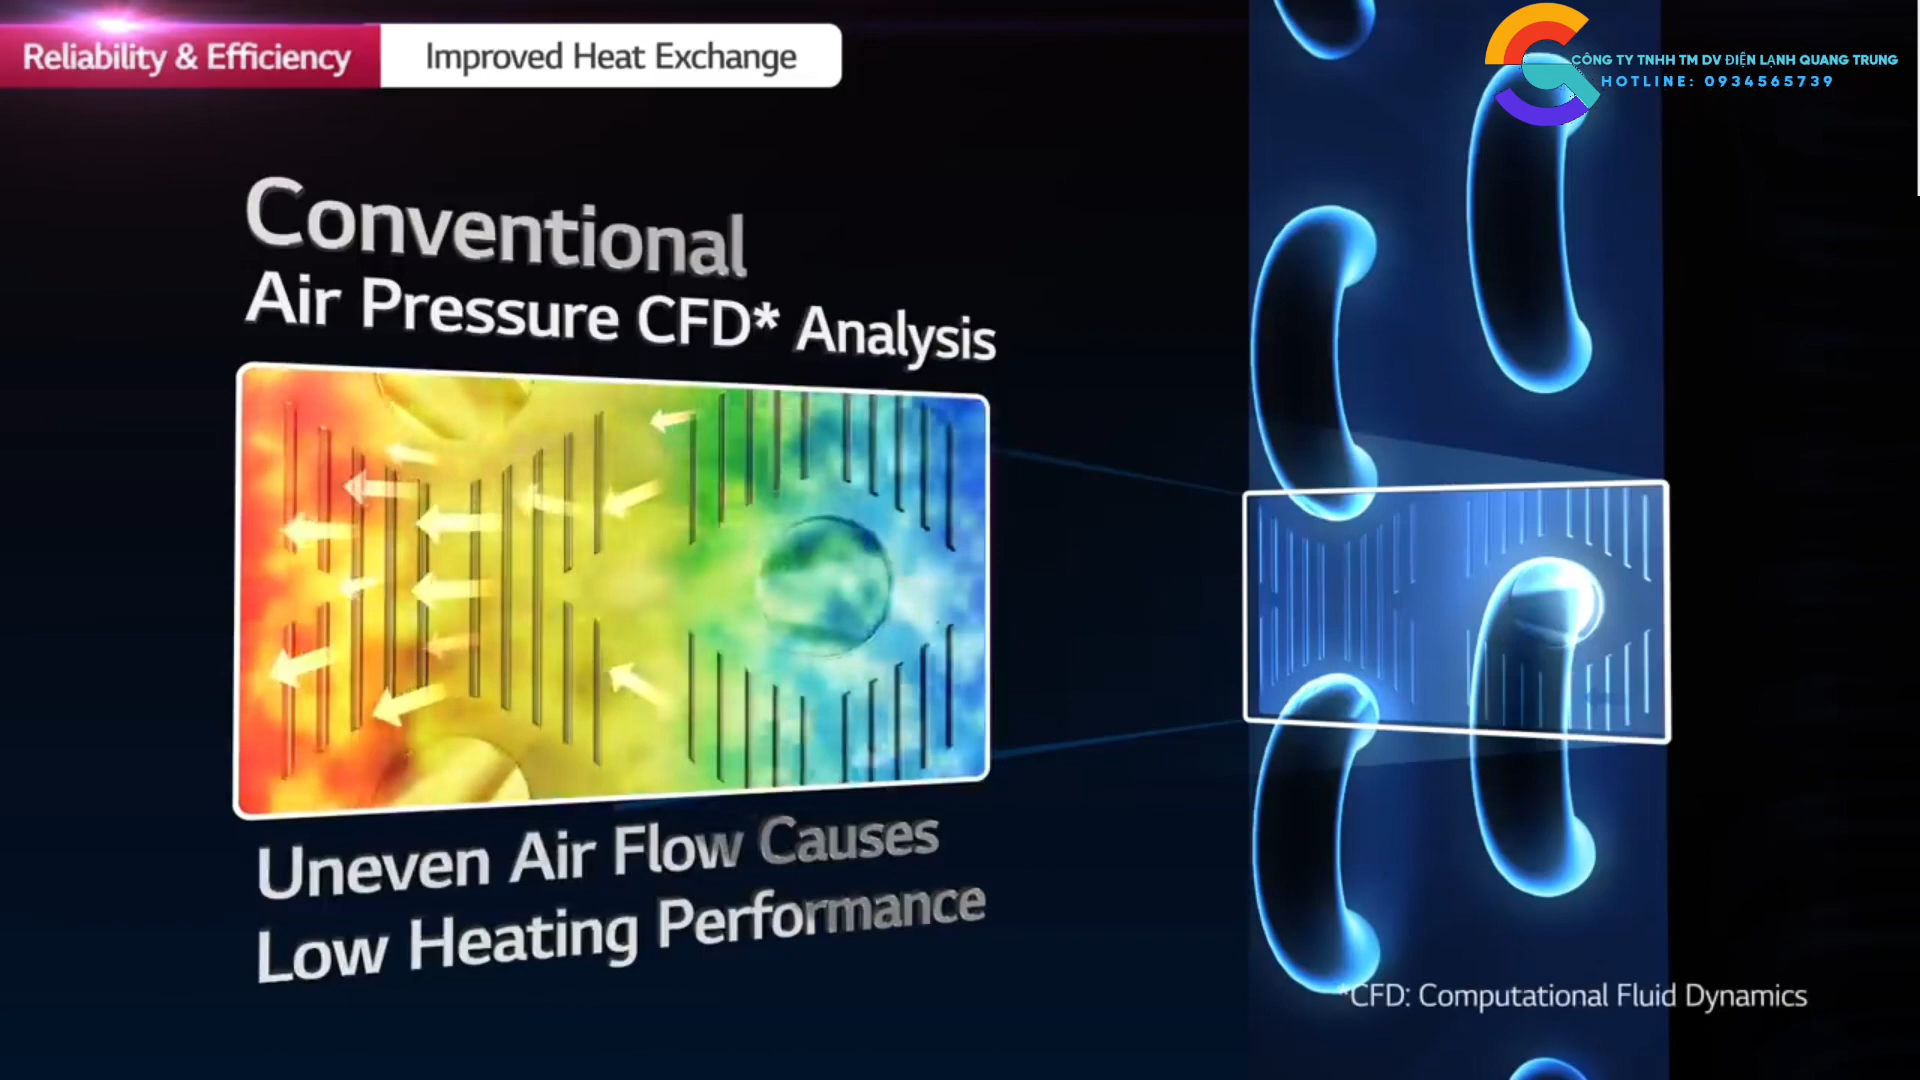 Reliability & Efficiency
Improved Heat Exchange
CÔNG TY TNHH TM DV ĐIỆN LẠNH QUANG TRUNG
HOTLINE: 0934565739
Conventional
Air Pressure CFD* Analysis
Uneven Air Flow Causes
Low Heating Performance
*CFD: Computational Fluid Dynamics